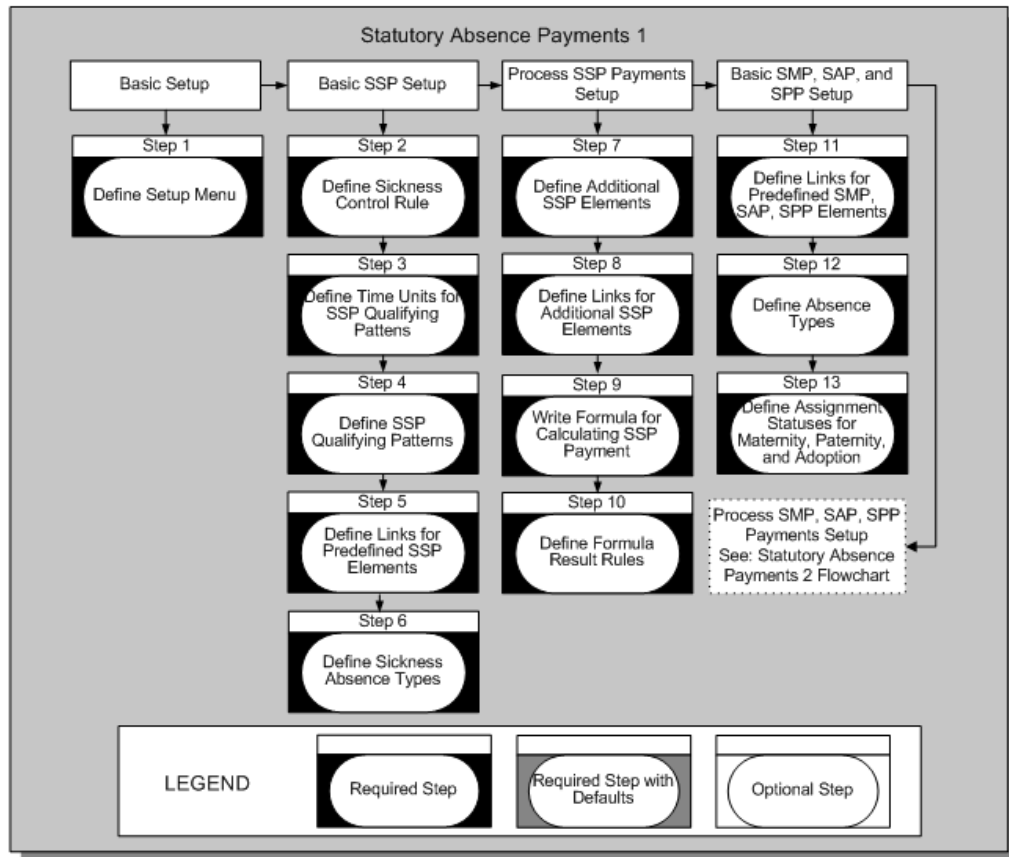 Statutory Absence Payments 1
Basic Setup
Step 1
Define Setup Menu
Basic SSP Setup
Step 2
Define Sickness
Control Rule
Step 3
Define Time Units for
SSP Qualifying
Pattens
Step 4
Define SSP
Qualifying Patterns
Step 5
Define Links for
Predefined SSP
Elements
Step 6
Define Sickness
Absence Types
Process SSP Payments
Setup
Step 7
Define Additional
SSP Elements
Step 8
Define Links for
Additional SSP
Elements
Step 9
Write Formula for
Calculating SSP
Payment
Step 10
Define Formula
Result Rules
Basic SMP, SAP, and
SPP Setup
Step 11
Define Links for
Predefined SMP,
SAP, SPP Elements
Step 12
Define Absence
Types
Step 13
Define Assignment
Statuses for
Maternity, Paternity,
and Adoption
Process SMP, SAP, SPP
Payments Setup
See: Statutory Absence
Payments 2 Flowchart
LEGEND
Required Step
Required Step with
Defaults
Optional Step